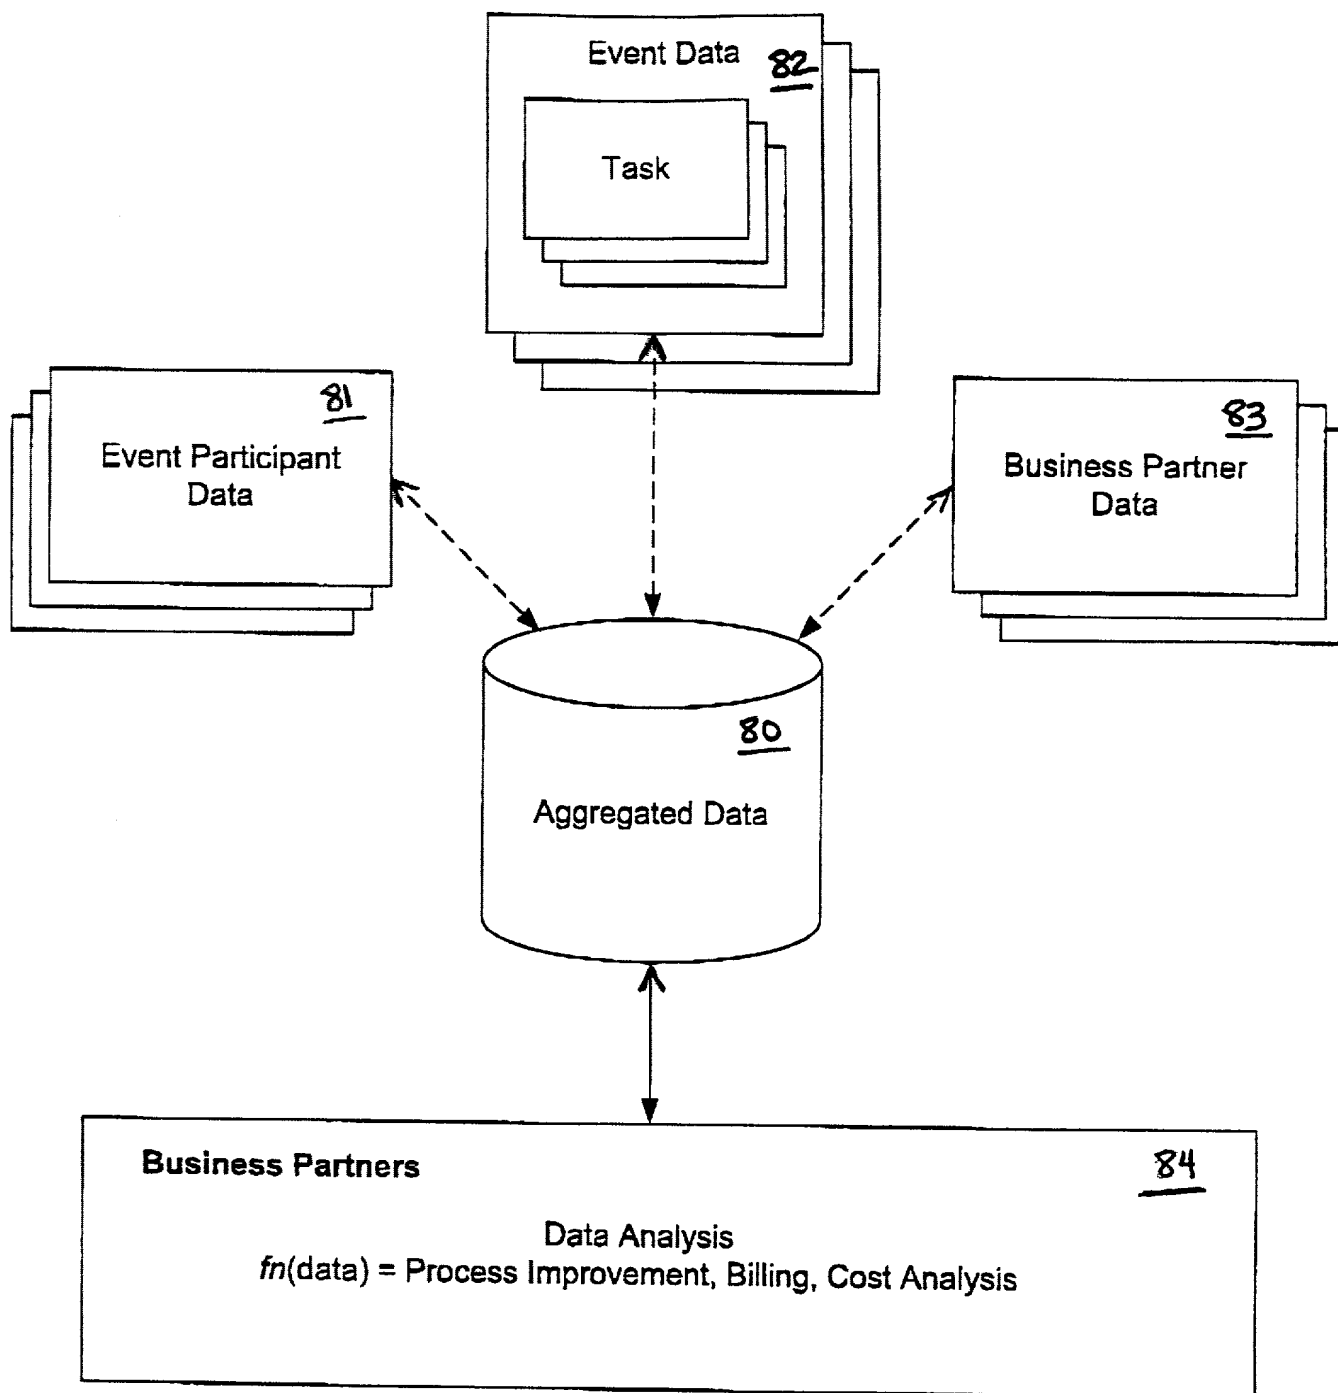 Event Data
82
Task
81
Event Participant
Data
83
Business Partner
Data
80
Aggregated Data
Business Partners
84
Data Analysis
fn(data) = Process Improvement, Billing, Cost Analysis